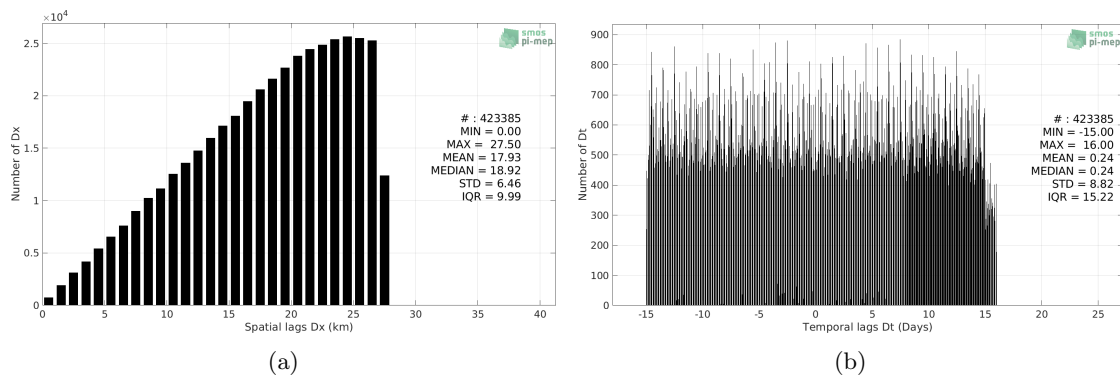 ×10⁴
2.5
2
1.5
1
0.5
0
0 5 10 15 20 25 30 35 40
Number of Dx
Spatial lags Dx (km)
smos
pi-mep
# : 423385
MIN = 0.00
MAX = 27.50
MEAN = 17.93
MEDIAN = 18.92
STD = 6.46
IQR = 9.99
(a)
900
800
700
600
500
400
300
200
100
0
-15 -10 -5 0 5 10 15 20 25
Number of Dt
Temporal lags Dt (Days)
smos
pi-mep
# : 423385
MIN = -15.00
MAX = 16.00
MEAN = 0.24
MEDIAN = 0.24
STD = 8.82
IQR = 15.22
(b)